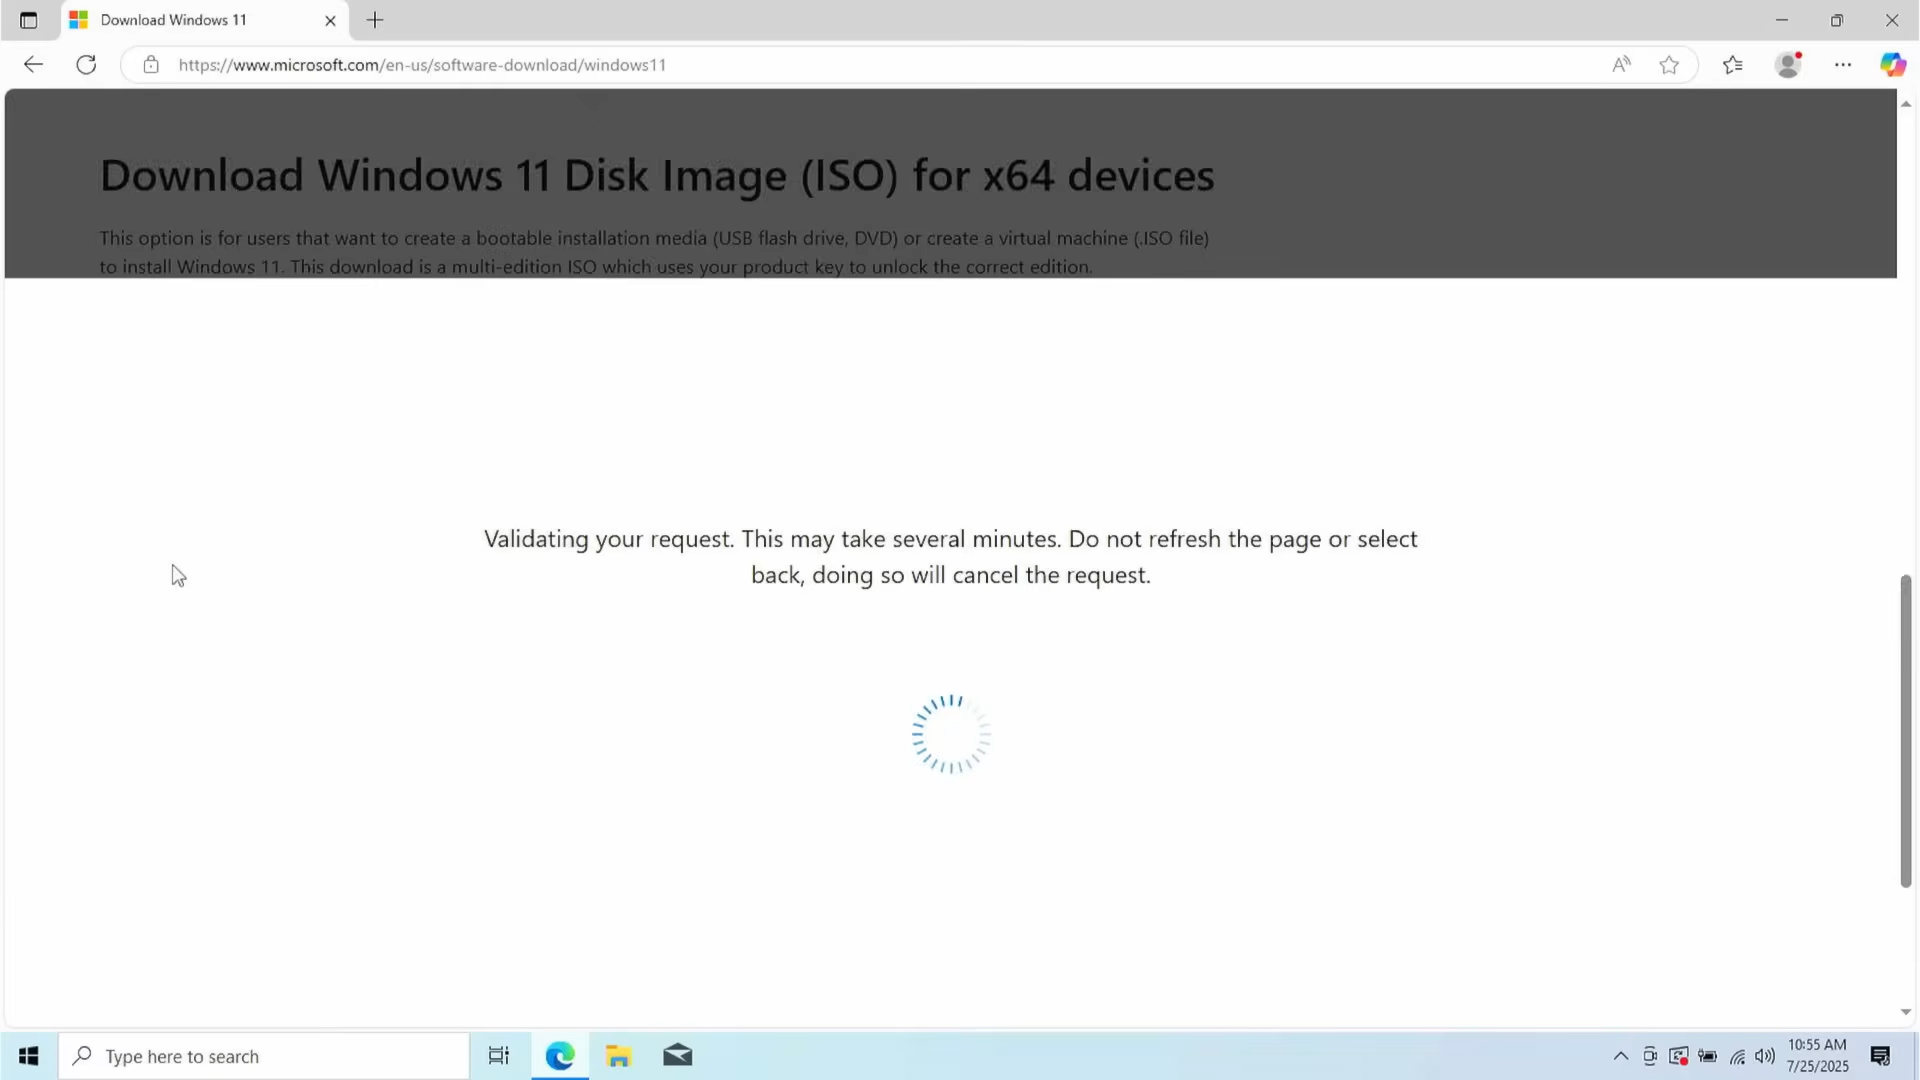 Download Windows 11
https://www.microsoft.com/en-us/software-download/windows11
Download Windows 11 Disk Image (ISO) for x64 devices
This option is for users that want to create a bootable installation media (USB flash drive, DVD) or create a virtual machine (.ISO file)
to install Windows 11. This download is a multi-edition ISO which uses your product key to unlock the correct edition.
Validating your request. This may take several minutes. Do not refresh the page or select
back, doing so will cancel the request.
Type here to search
10:55 AM
7/25/2025